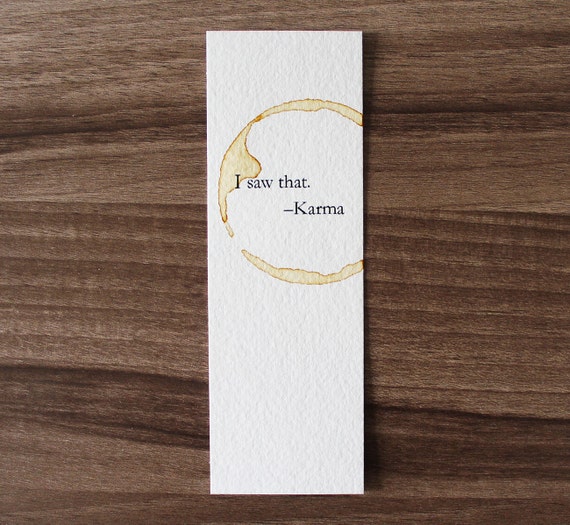 I saw that.
–Karma